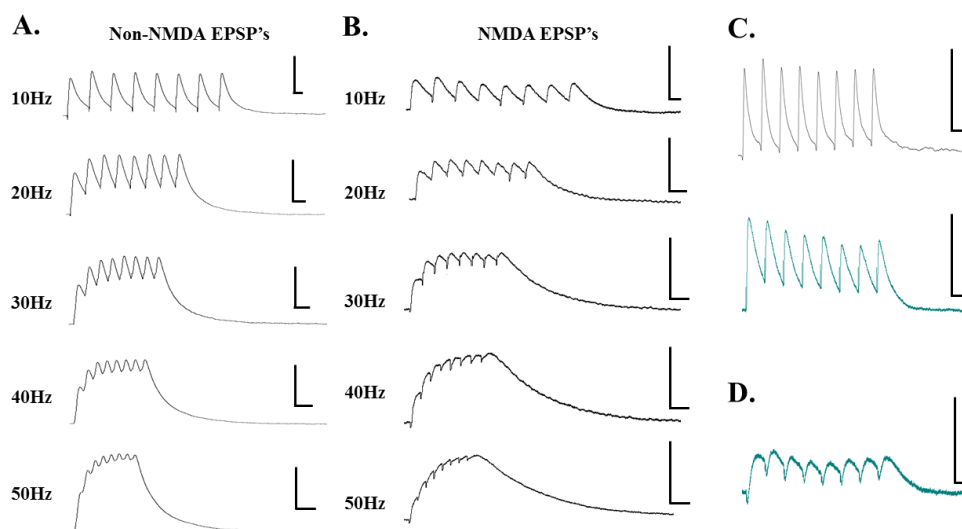 A.
Non-NMDA EPSP's
10Hz
20Hz
30Hz
40Hz
50Hz
B.
NMDA EPSP's
10Hz
20Hz
30Hz
40Hz
50Hz
C.
D.